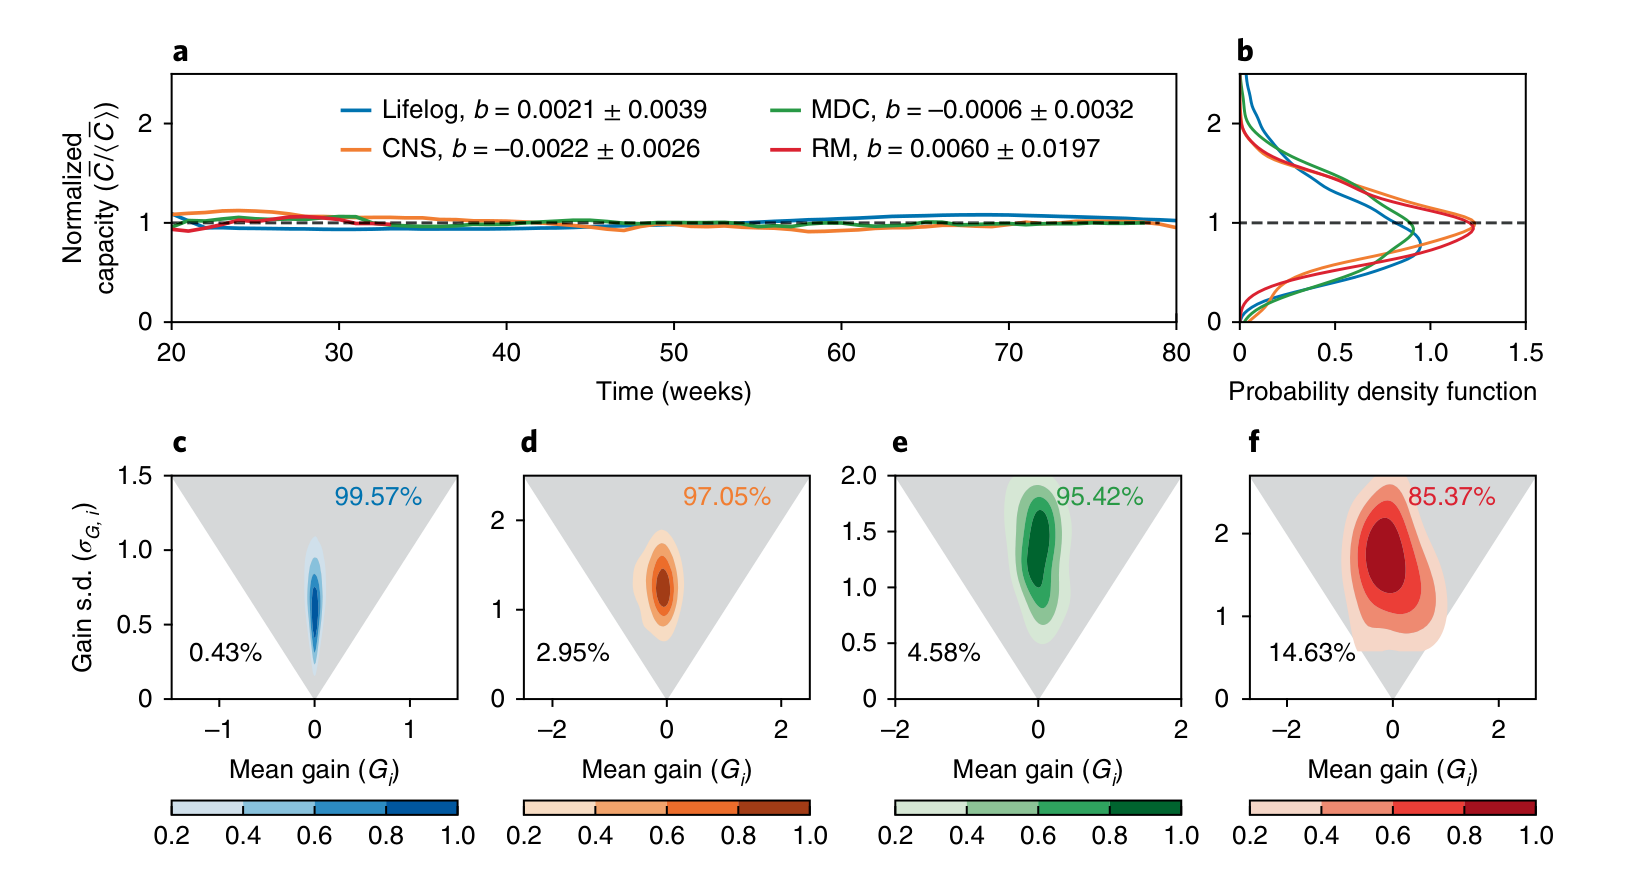 a
b
Normalized
capacity (C̅/⟨C̅⟩)
2
1
0
20 30 40 50 60 70 80
Time (weeks)
Lifelog, b = 0.0021 ± 0.0039
MDC, b = –0.0006 ± 0.0032
CNS, b = –0.0022 ± 0.0026
RM, b = 0.0060 ± 0.0197
2
1
0
0 0.5 1.0 1.5
Probability density function
c
d
e
f
Gain s.d. (σG, i)
1.5
1.0
0.5
0
99.57%
0.43%
–1 0 1
Mean gain (Gi)
0.2 0.4 0.6 0.8 1.0
2
1
0
97.05%
2.95%
–2 0 2
Mean gain (Gi)
0.2 0.4 0.6 0.8 1.0
2.0
1.5
1.0
0.5
0
95.42%
4.58%
–2 0 2
Mean gain (Gi)
0.2 0.4 0.6 0.8 1.0
2
1
0
85.37%
14.63%
–2 0 2
Mean gain (Gi)
0.2 0.4 0.6 0.8 1.0